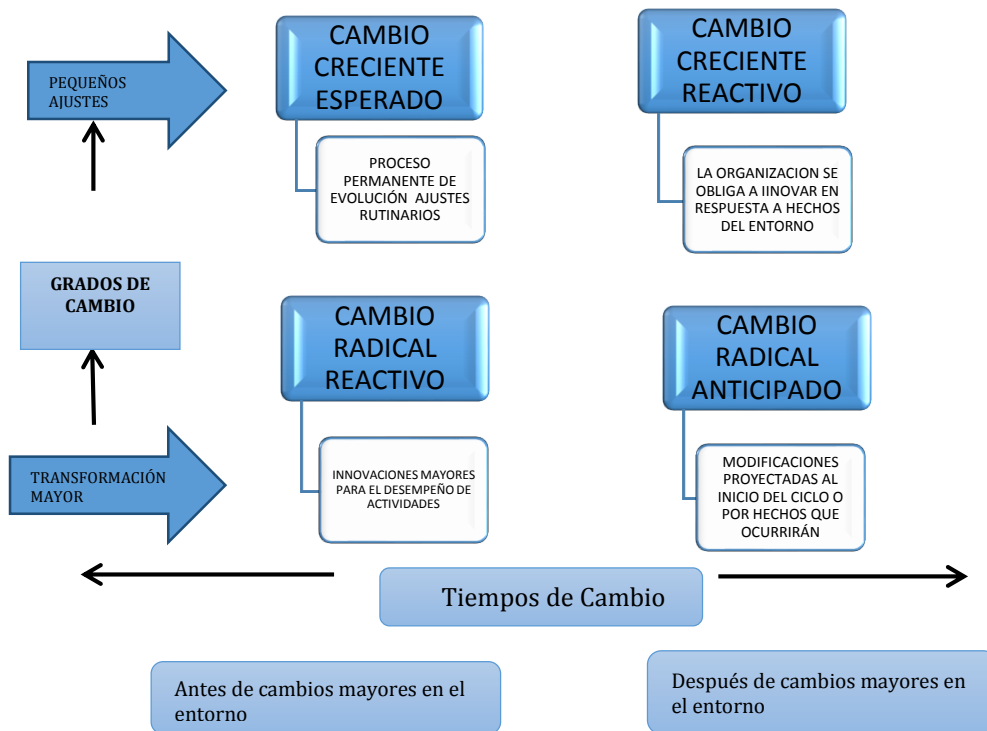 PEQUEÑOS
AJUSTES
CAMBIO
CRECIENTE
ESPERADO
PROCESO
PERMANENTE DE
EVOLUCIÓN AJUSTES
RUTINARIOS
CAMBIO
CRECIENTE
REACTIVO
LA ORGANIZACION SE
OBLIGA A IINOVAR EN
RESPUESTA A HECHOS
DEL ENTORNO
GRADOS DE
CAMBIO
TRANSFORMACIÓN
MAYOR
CAMBIO
RADICAL
REACTIVO
INNOVACIONES MAYORES
PARA EL DESEMPEÑO DE
ACTIVIDADES
CAMBIO
RADICAL
ANTICIPADO
MODIFICACIONES
PROYECTADAS AL
INICIO DEL CICLO O
POR HECHOS QUE
OCURRIRÁN
Tiempos de Cambio
Antes de cambios mayores en el
entorno
Después de cambios mayores en
el entorno